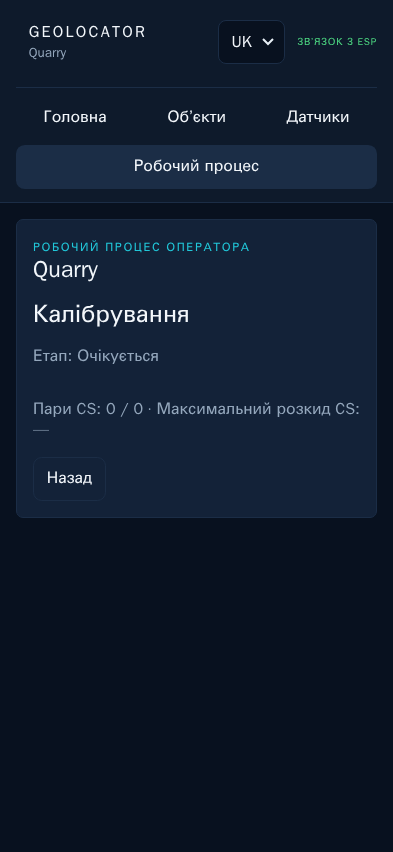 GEOLOCATOR
Quarry
UK
ЗВ'ЯЗОК З ESP
Головна
Об'єкти
Датчики
Робочий процес
РОБОЧИЙ ПРОЦЕС ОПЕРАТОРА
Quarry
Калібрування
Етап: Очікується
Пари CS: 0 / 0 · Максимальний розкид CS:
—
Назад